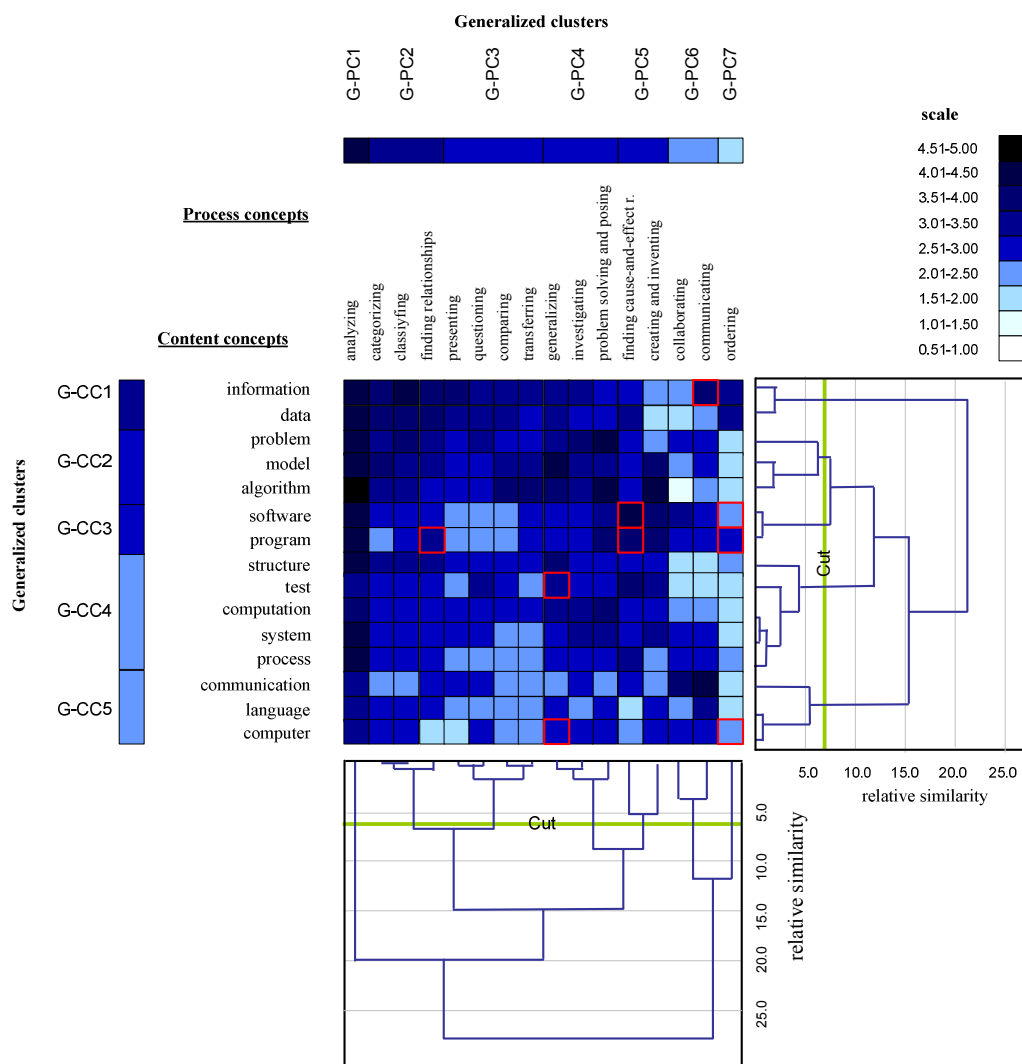 Generalized clusters
G-PC1
G-PC2
G-PC3
G-PC4
G-PC5
G-PC6
G-PC7
scale
4.51-5.00
4.01-4.50
3.51-4.00
3.01-3.50
2.51-3.00
2.01-2.50
1.51-2.00
1.01-1.50
0.51-1.00
Process concepts
analyzing
categorizing
classiyfing
finding relationships
presenting
questioning
comparing
transferring
generalizing
investigating
problem solving and posing
finding cause-and-effect r.
creating and inventing
collaborating
communicating
ordering
Content concepts
Generalized clusters
G-CC1
G-CC2
G-CC3
G-CC4
G-CC5
information
data
problem
model
algorithm
software
program
structure
test
computation
system
process
communication
language
computer
Cut
5.0 10.0 15.0 20.0 25.0
relative similarity
Cut
5.0
10.0
15.0
20.0
25.0
relative similarity